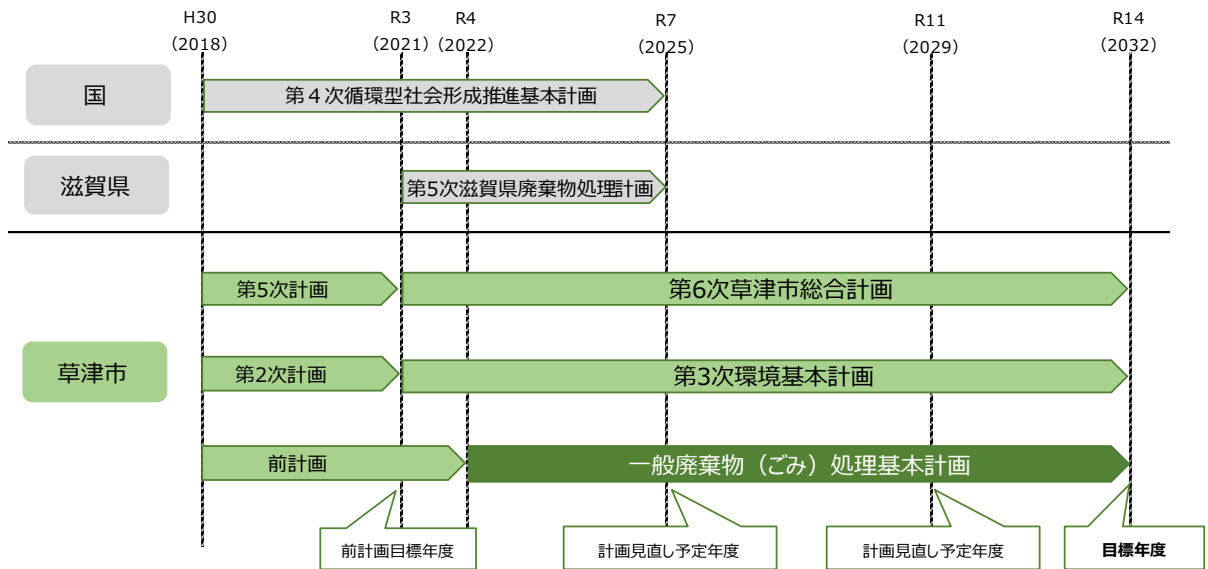 H30
R3
R4
R7
R11
R14
(2018)
(2021)
(2022)
(2025)
(2029)
(2032)
国
第４次循環型社会形成推進基本計画
滋賀県
第5次滋賀県廃棄物処理計画
草津市
第5次計画
第6次草津市総合計画
第2次計画
第3次環境基本計画
前計画
一般廃棄物（ごみ）処理基本計画
前計画目標年度
計画見直し予定年度
計画見直し予定年度
目標年度